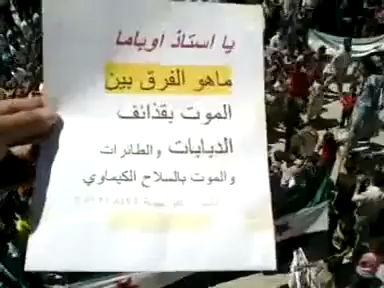 يا استاذ اوباما
ماهو الفرق بين
الموت بقذائف
الدبابات والطائرات
والموت بالسلاح الكيماوي